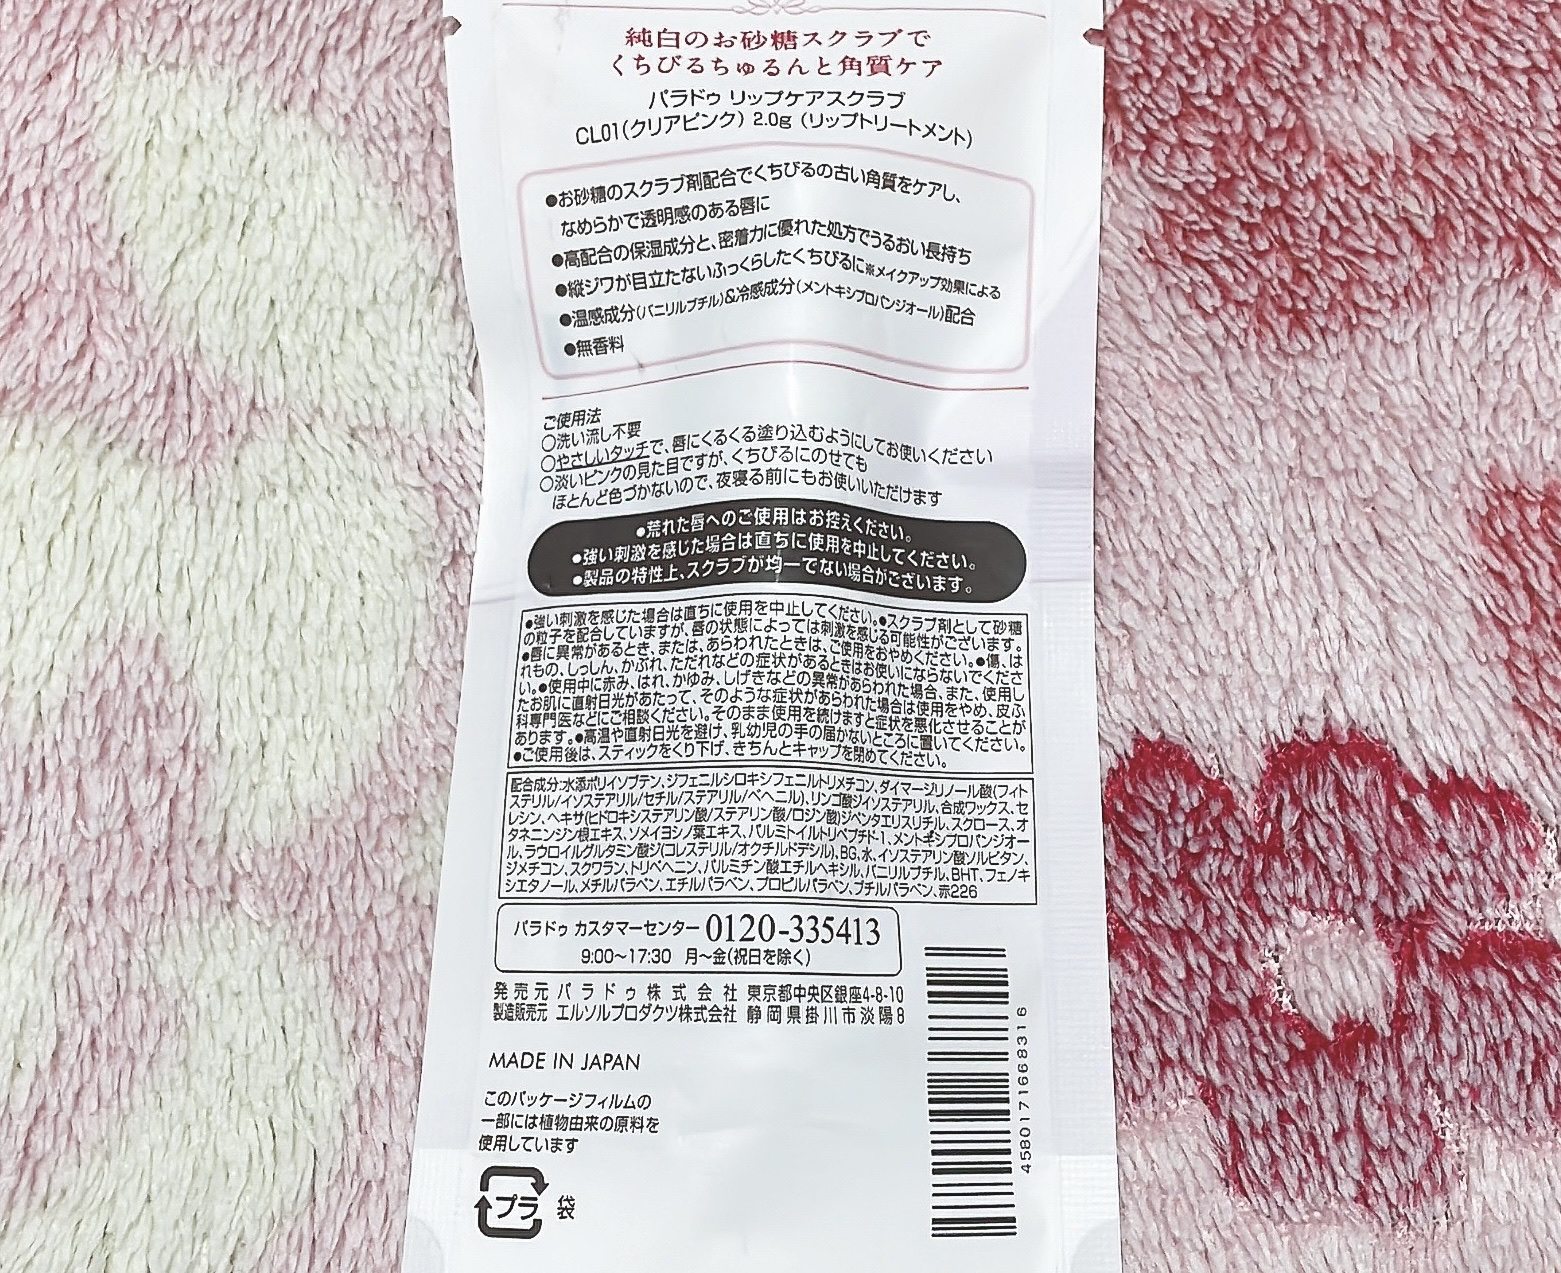 純白のお砂糖スクラブで
くちびるちゅるんと角質ケア
パラドゥ リップケアスクラブ
CL01(クリアピンク) 2.0g (リップトリートメント)
●お砂糖のスクラブ剤配合でくちびるの古い角質をケアし、
なめらかで透明感のある唇に
●高配合の保湿成分と、密着力に優れた処方でうるおい長持ち
●縦ジワが目立たないふっくらしたくちびるに※メイクアップ効果による
●温感成分(バニリルブチル)&冷感成分(メントキシプロパンジオール)配合
●無香料
ご使用法
○洗い流し不要
○やさしいタッチで、唇にくるくる塗り込むようにしてお使いください
○淡いピンクの見た目ですが、くちびるにのせても
ほとんど色づかないので、夜寝る前にもお使いいただけます
●荒れた唇へのご使用はお控えください。
●強い刺激を感じた場合は直ちに使用を中止してください。
●製品の特性上、スクラブが均一でない場合がございます。
●強い刺激を感じた場合は直ちに使用を中止してください。●スクラブ剤として砂糖
の粒子を配合していますが、唇の状態によっては刺激を感じる可能性がございます。
●唇に異常があるとき、または、あらわれたときは、ご使用をおやめください。●傷、は
れもの、しっしん、かぶれ、ただれなどの症状があるときはお使いにならないでくださ
い。●使用中に赤み、はれ、かゆみ、しげきなどの異常があらわれた場合、また、使用し
たお肌に直射日光があたって、そのような症状があらわれた場合は使用をやめ、皮ふ
科専門医などにご相談ください。そのまま使用を続けますと症状を悪化させることが
あります。●高温や直射日光を避け、乳幼児の手の届かないところに置いてください。
●ご使用後は、スティックをくり下げ、きちんとキャップを閉めてください。
配合成分:水添ポリイソブテン、ジフェニルシロキシフェニルトリメチコン、ダイマージリノール酸(フィト
ステリル/イソステアリル/セチル/ステアリル/ベヘニル)、リンゴ酸ジイソステアリル、合成ワックス、セ
レシン、ヘキサ(ヒドロキシステアリン酸/ステアリン酸/ロジン酸)ジペンタエリスリチル、スクロース、オ
タネニンジン根エキス、ソメイヨシノ葉エキス、パルミトイルトリペプチド-1、メントキシプロパンジオー
ル、ラウロイルグルタミン酸ジ(コレステリル/オクチルドデシル)、BG、水、イソステアリン酸ソルビタン、
ジメチコン、スクワラン、トリベヘニン、パルミチン酸エチルヘキシル、バニリルブチル、BHT、フェノキ
シエタノール、メチルパラベン、エチルパラベン、プロピルパラベン、ブチルパラベン、赤226
パラドゥ カスタマーセンター 0120-335413
9:00〜17:30 月〜金(祝日を除く)
発売元 パラドゥ株式会社 東京都中央区銀座4-8-10
製造販売元 エルソルプロダクツ株式会社 静岡県掛川市淡陽8
MADE IN JAPAN
このパッケージフィルムの
一部には植物由来の原料を
使用しています
プラ 袋
4580171668316